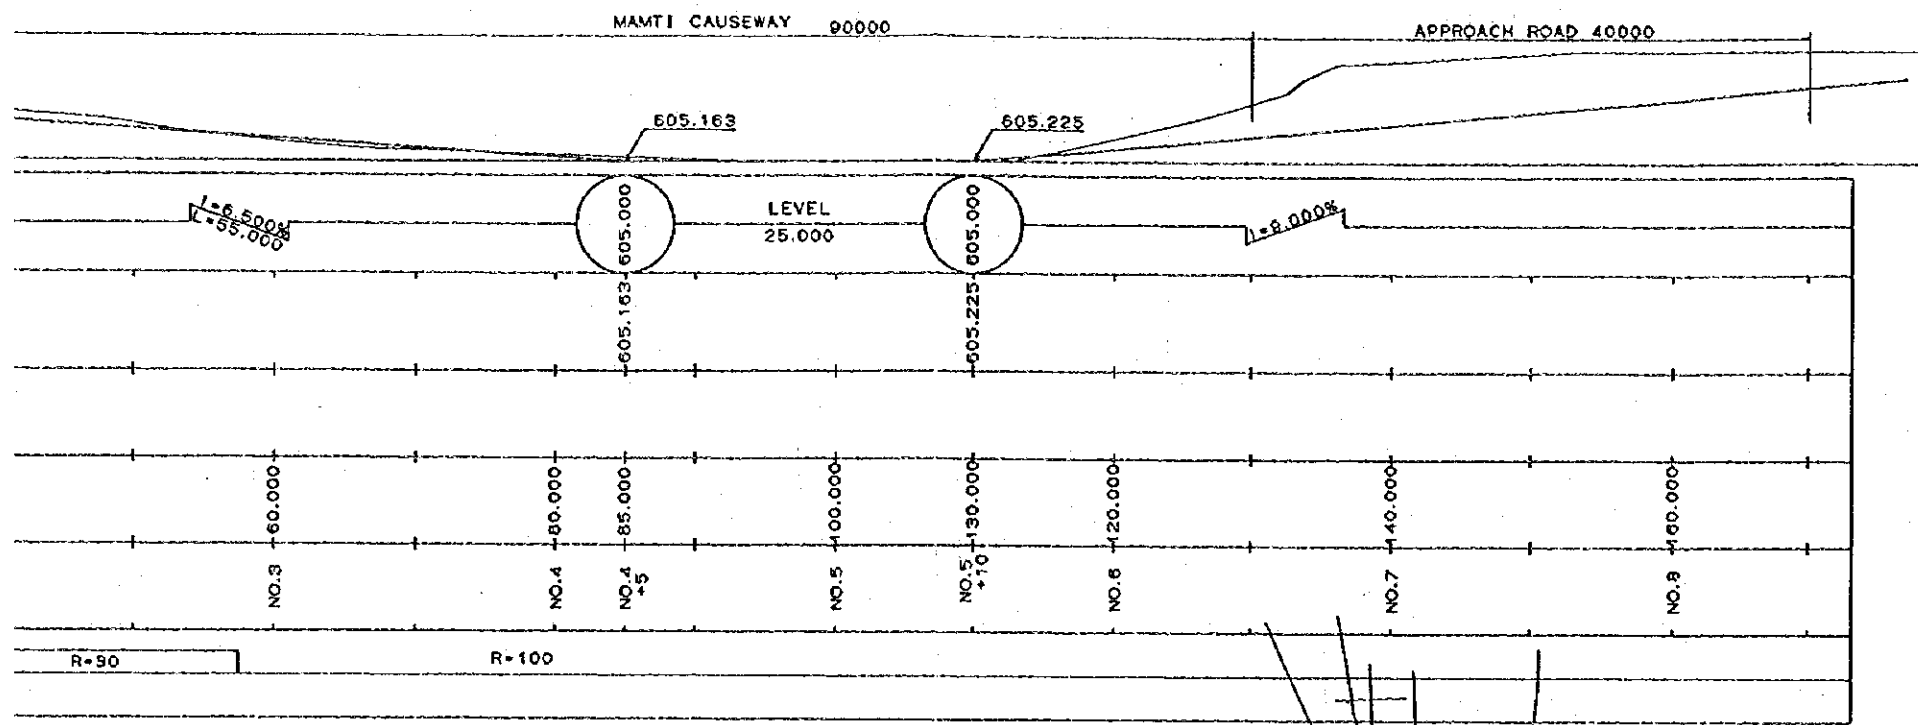 MAMTI CAUSEWAY 90000
APPROACH ROAD 40000
605.163
605.225
I=6.500%
L=55.000
605.000
LEVEL
25.000
605.000
I=6.000%
605.163
605.225
60.000
80.000
85.000
100.000
130.000
120.000
140.000
160.000
NO.3
NO.4
NO.4
+5
NO.5
NO.5
+10
NO.6
NO.7
NO.8
R=90
R=100